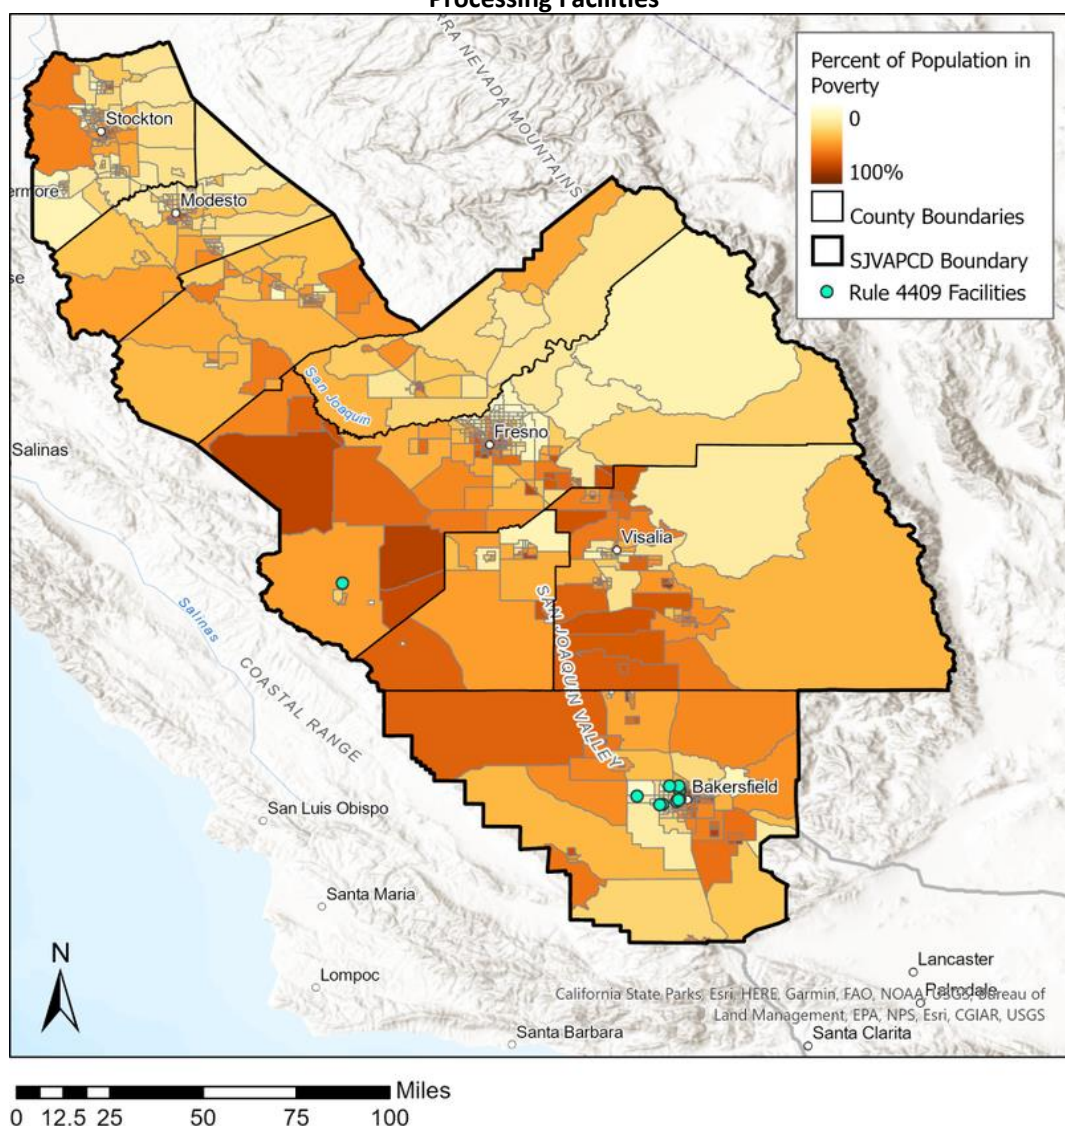 Processing Facilities
RRA NEVADA MOUNTAINS
Percent of Population in
Poverty
0
100%
County Boundaries
SJVAPCD Boundary
Rule 4409 Facilities
Stockton
ermore
Modesto
se
San Joaquin
Fresno
Salinas
Visalia
Salinas
SAN JOAQUIN VALLEY
COASTAL RANGE
Bakersfield
San Luis Obispo
Santa Maria
N
Lancaster
Lompoc
Palmdale
California State Parks, Esri, HERE, Garmin, FAO, NOAA, USGS, Bureau of
Land Management, EPA, NPS, Esri, CGIAR, USGS
Santa Barbara
Santa Clarita
Miles
0 12.5 25 50 75 100